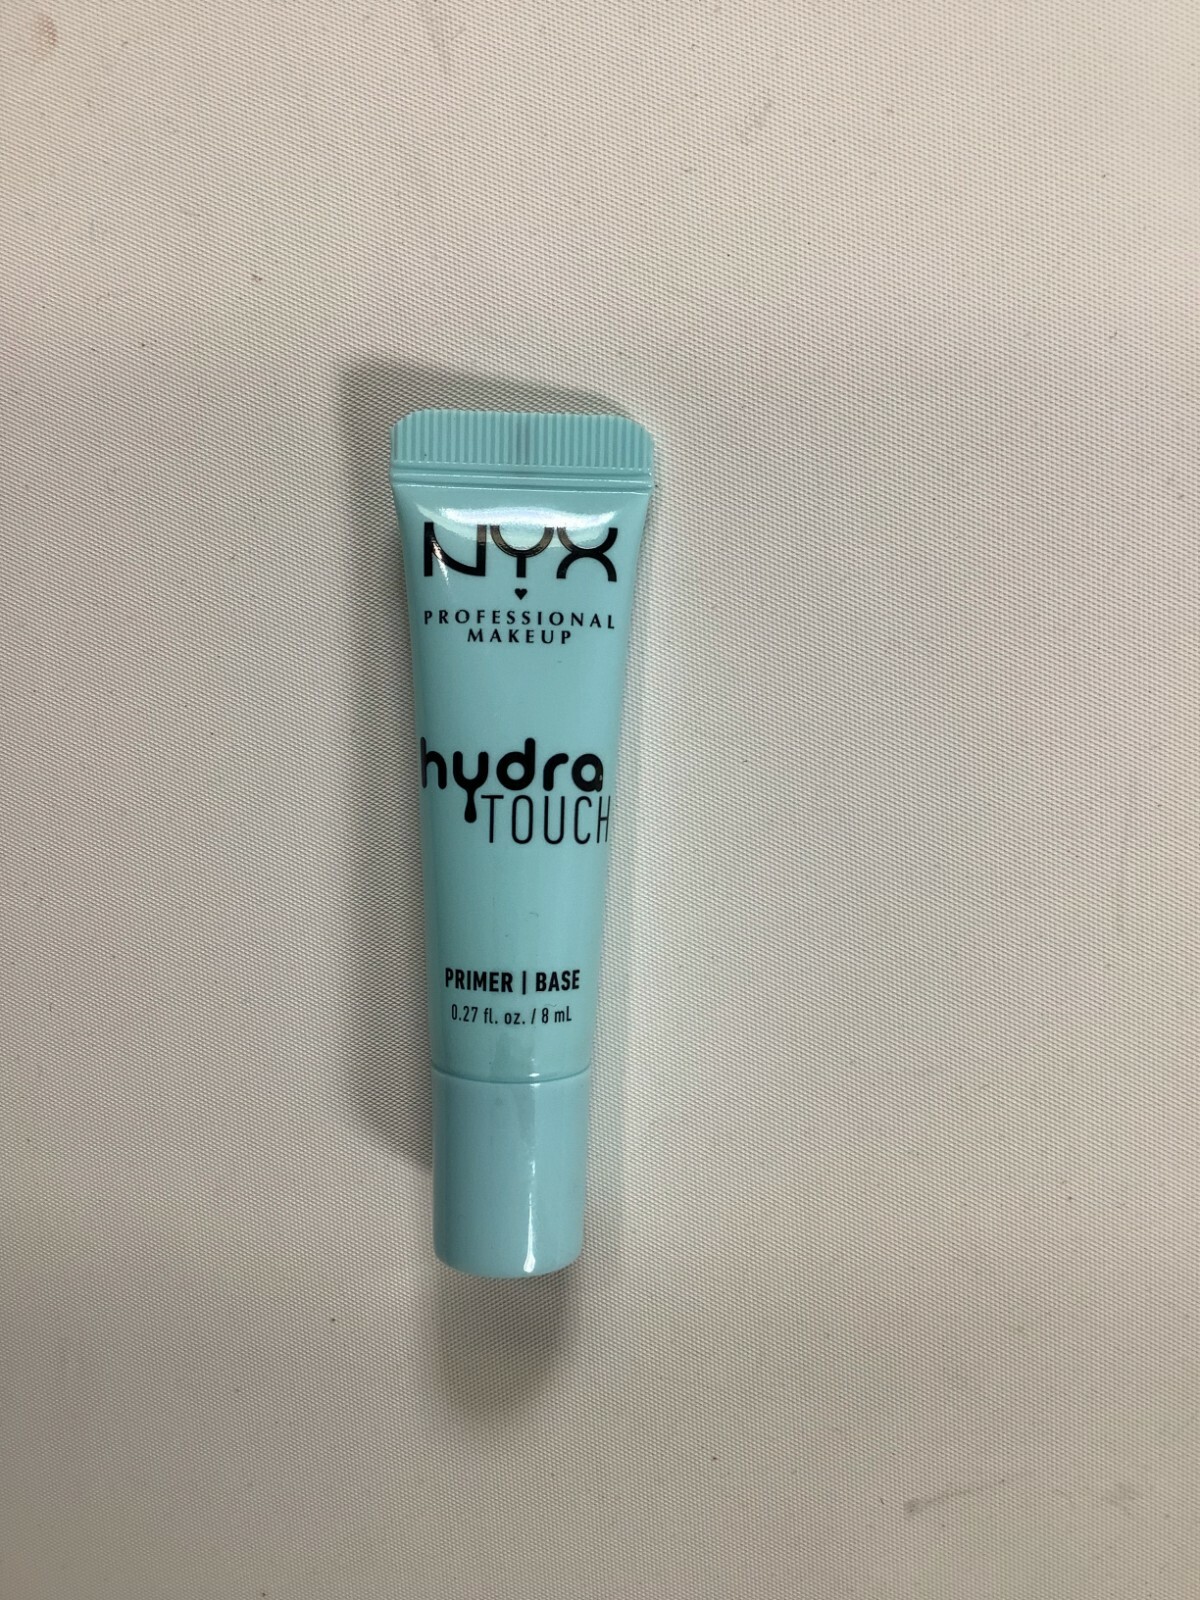 NYX
PROFESSIONAL
MAKEUP
hydra
TOUCH
PRIMER | BASE
0.27 fl. oz. / 8 mL